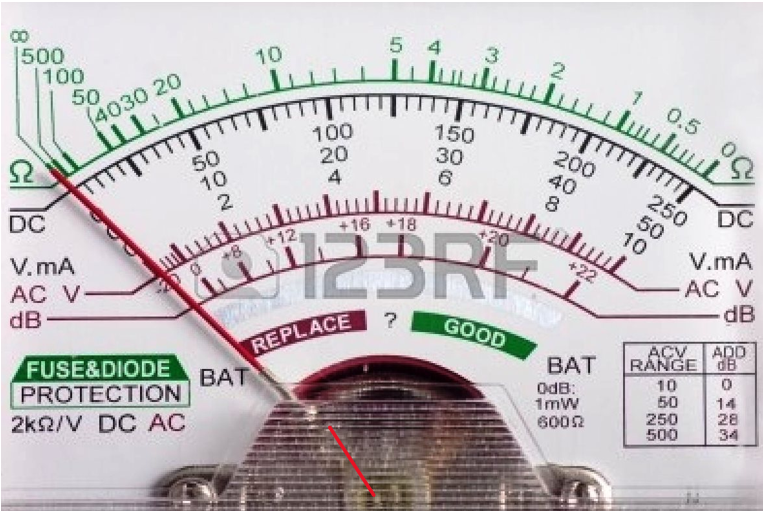 ∞ 500 100 50 40 30 20 10 5 4 3 2 1 0.5 0 Ω
Ω
50 100 150 200 250
DC 10 20 30 40 50 DC
2 4 6 8 10
0 +8 +12 +16 +18 +20 +22
V.mA V.mA
AC V AC V
dB dB
123RF
REPLACE ? GOOD
FUSE&DIODE
PROTECTION
2kΩ/V DC AC
BAT BAT
0dB:
1mW
600Ω
ACV RANGE ADD dB
10 0
50 14
250 28
500 34